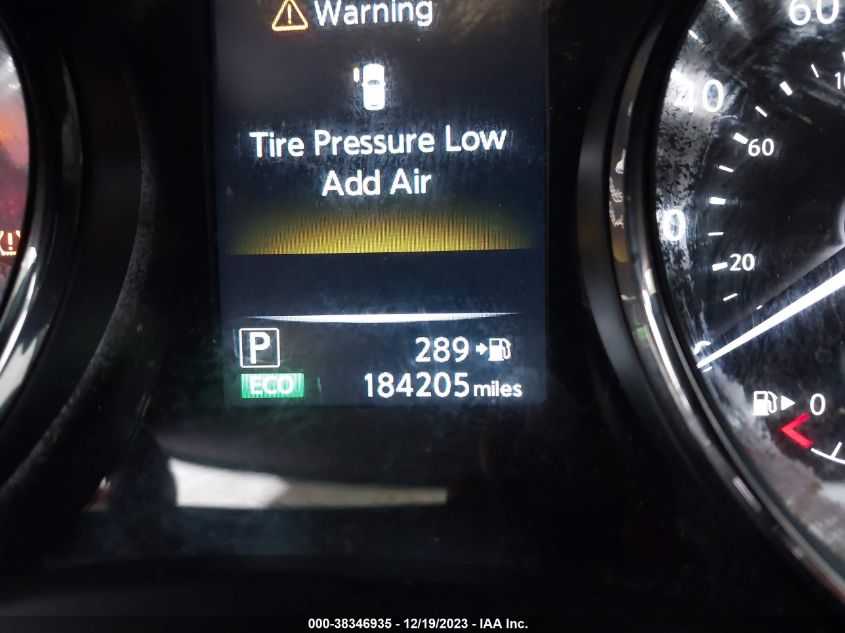 Warning
Tire Pressure Low
Add Air
P
289
ECO
184205 miles
60
40
60
0
20
0
000-38346935 - 12/19/2023 - IAA Inc.